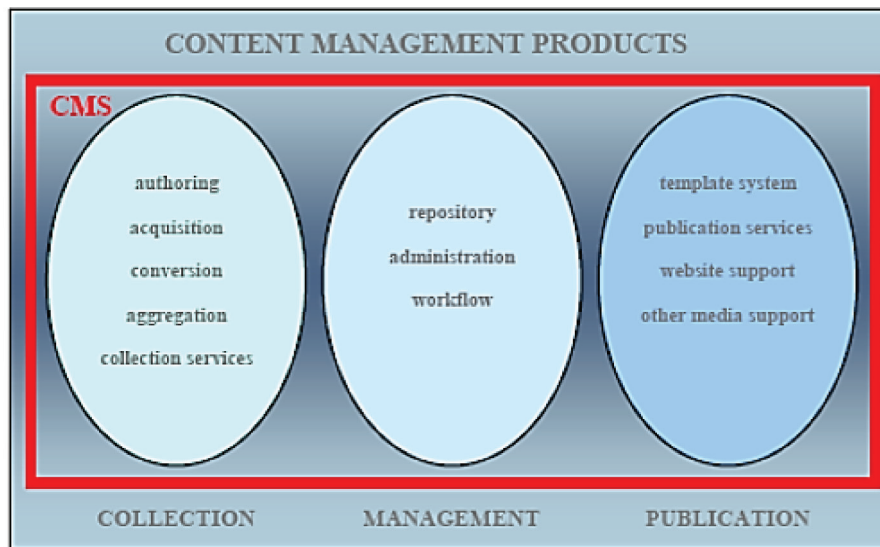 CONTENT MANAGEMENT PRODUCTS
CMS
authoring
acquisition
conversion
aggregation
collection services
repository
administration
workflow
template system
publication services
website support
other media support
COLLECTION
MANAGEMENT
PUBLICATION